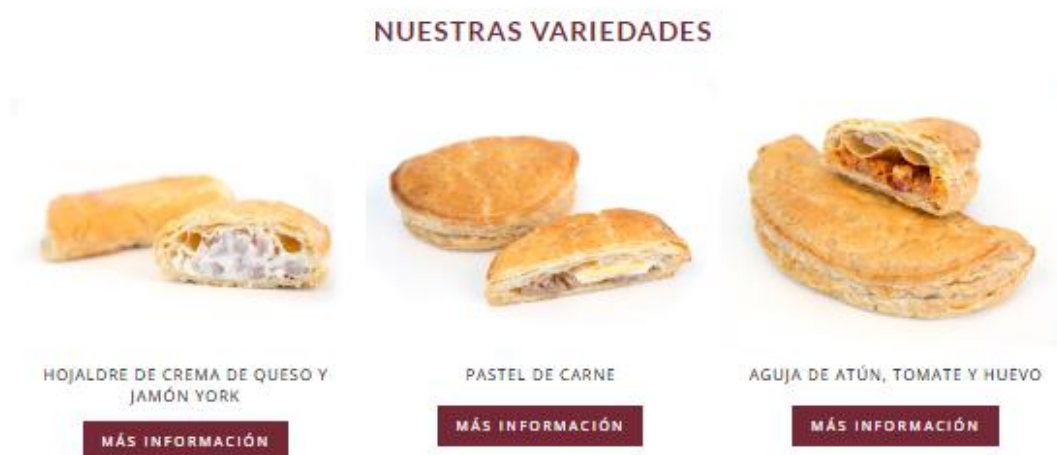 NUESTRAS VARIEDADES
HOJALDRE DE CREMA DE QUESO Y
JAMÓN YORK
MÁS INFORMACIÓN
PASTEL DE CARNE
MÁS INFORMACIÓN
AGUJA DE ATÚN, TOMATE Y HUEVO
MÁS INFORMACIÓN